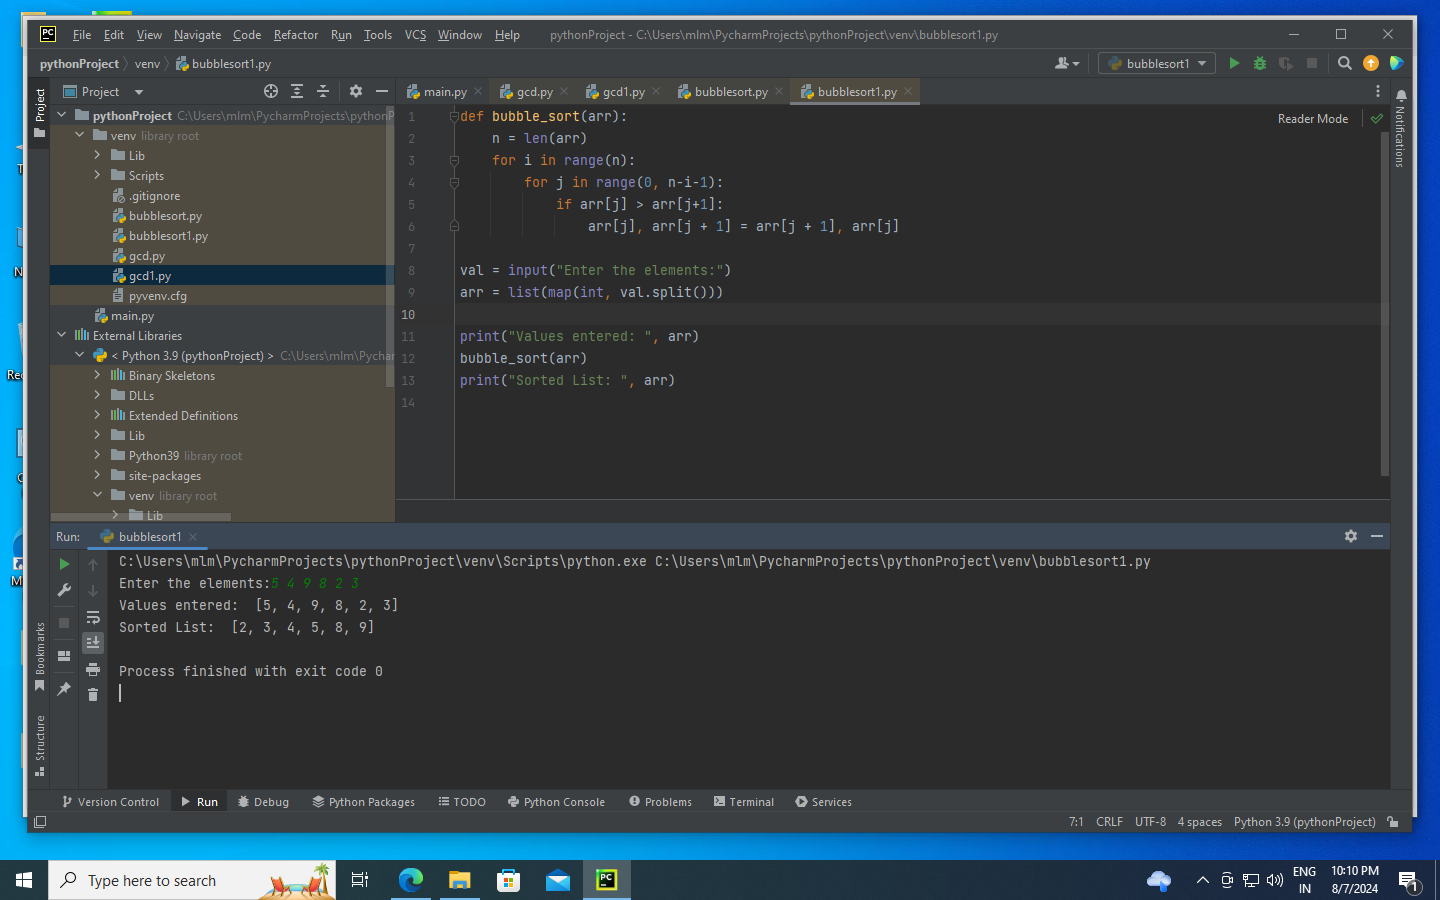 PC File Edit View Navigate Code Refactor Run Tools VCS Window Help pythonProject - C:\Users\mlm\PycharmProjects\pythonProject\venv\bubblesort1.py
pythonProject venv bubblesort1.py bubblesort1
Project
Project
main.py gcd.py gcd1.py bubblesort.py bubblesort1.py
Notifications
pythonProject C:\Users\mlm\PycharmProjects\pythonP
venv library root
Lib
Scripts
.gitignore
bubblesort.py
bubblesort1.py
gcd.py
gcd1.py
pyvenv.cfg
main.py
External Libraries
< Python 3.9 (pythonProject) > C:\Users\mlm\Pychar
Binary Skeletons
DLLs
Extended Definitions
Lib
Python39 library root
site-packages
venv library root
Lib
Reader Mode
1 def bubble_sort(arr):
2 n = len(arr)
3 for i in range(n):
4 for j in range(0, n-i-1):
5 if arr[j] > arr[j+1]:
6 arr[j], arr[j + 1] = arr[j + 1], arr[j]
7
8 val = input("Enter the elements:")
9 arr = list(map(int, val.split()))
10
11 print("Values entered: ", arr)
12 bubble_sort(arr)
13 print("Sorted List: ", arr)
14
Run: bubblesort1
C:\Users\mlm\PycharmProjects\pythonProject\venv\Scripts\python.exe C:\Users\mlm\PycharmProjects\pythonProject\venv\bubblesort1.py
Enter the elements:5 4 9 8 2 3
Values entered:  [5, 4, 9, 8, 2, 3]
Sorted List:  [2, 3, 4, 5, 8, 9]
Process finished with exit code 0
Bookmarks
Structure
Version Control Run Debug Python Packages TODO Python Console Problems Terminal Services
7:1 CRLF UTF-8 4 spaces Python 3.9 (pythonProject)
Type here to search
PC
ENG
IN
10:10 PM
8/7/2024
1